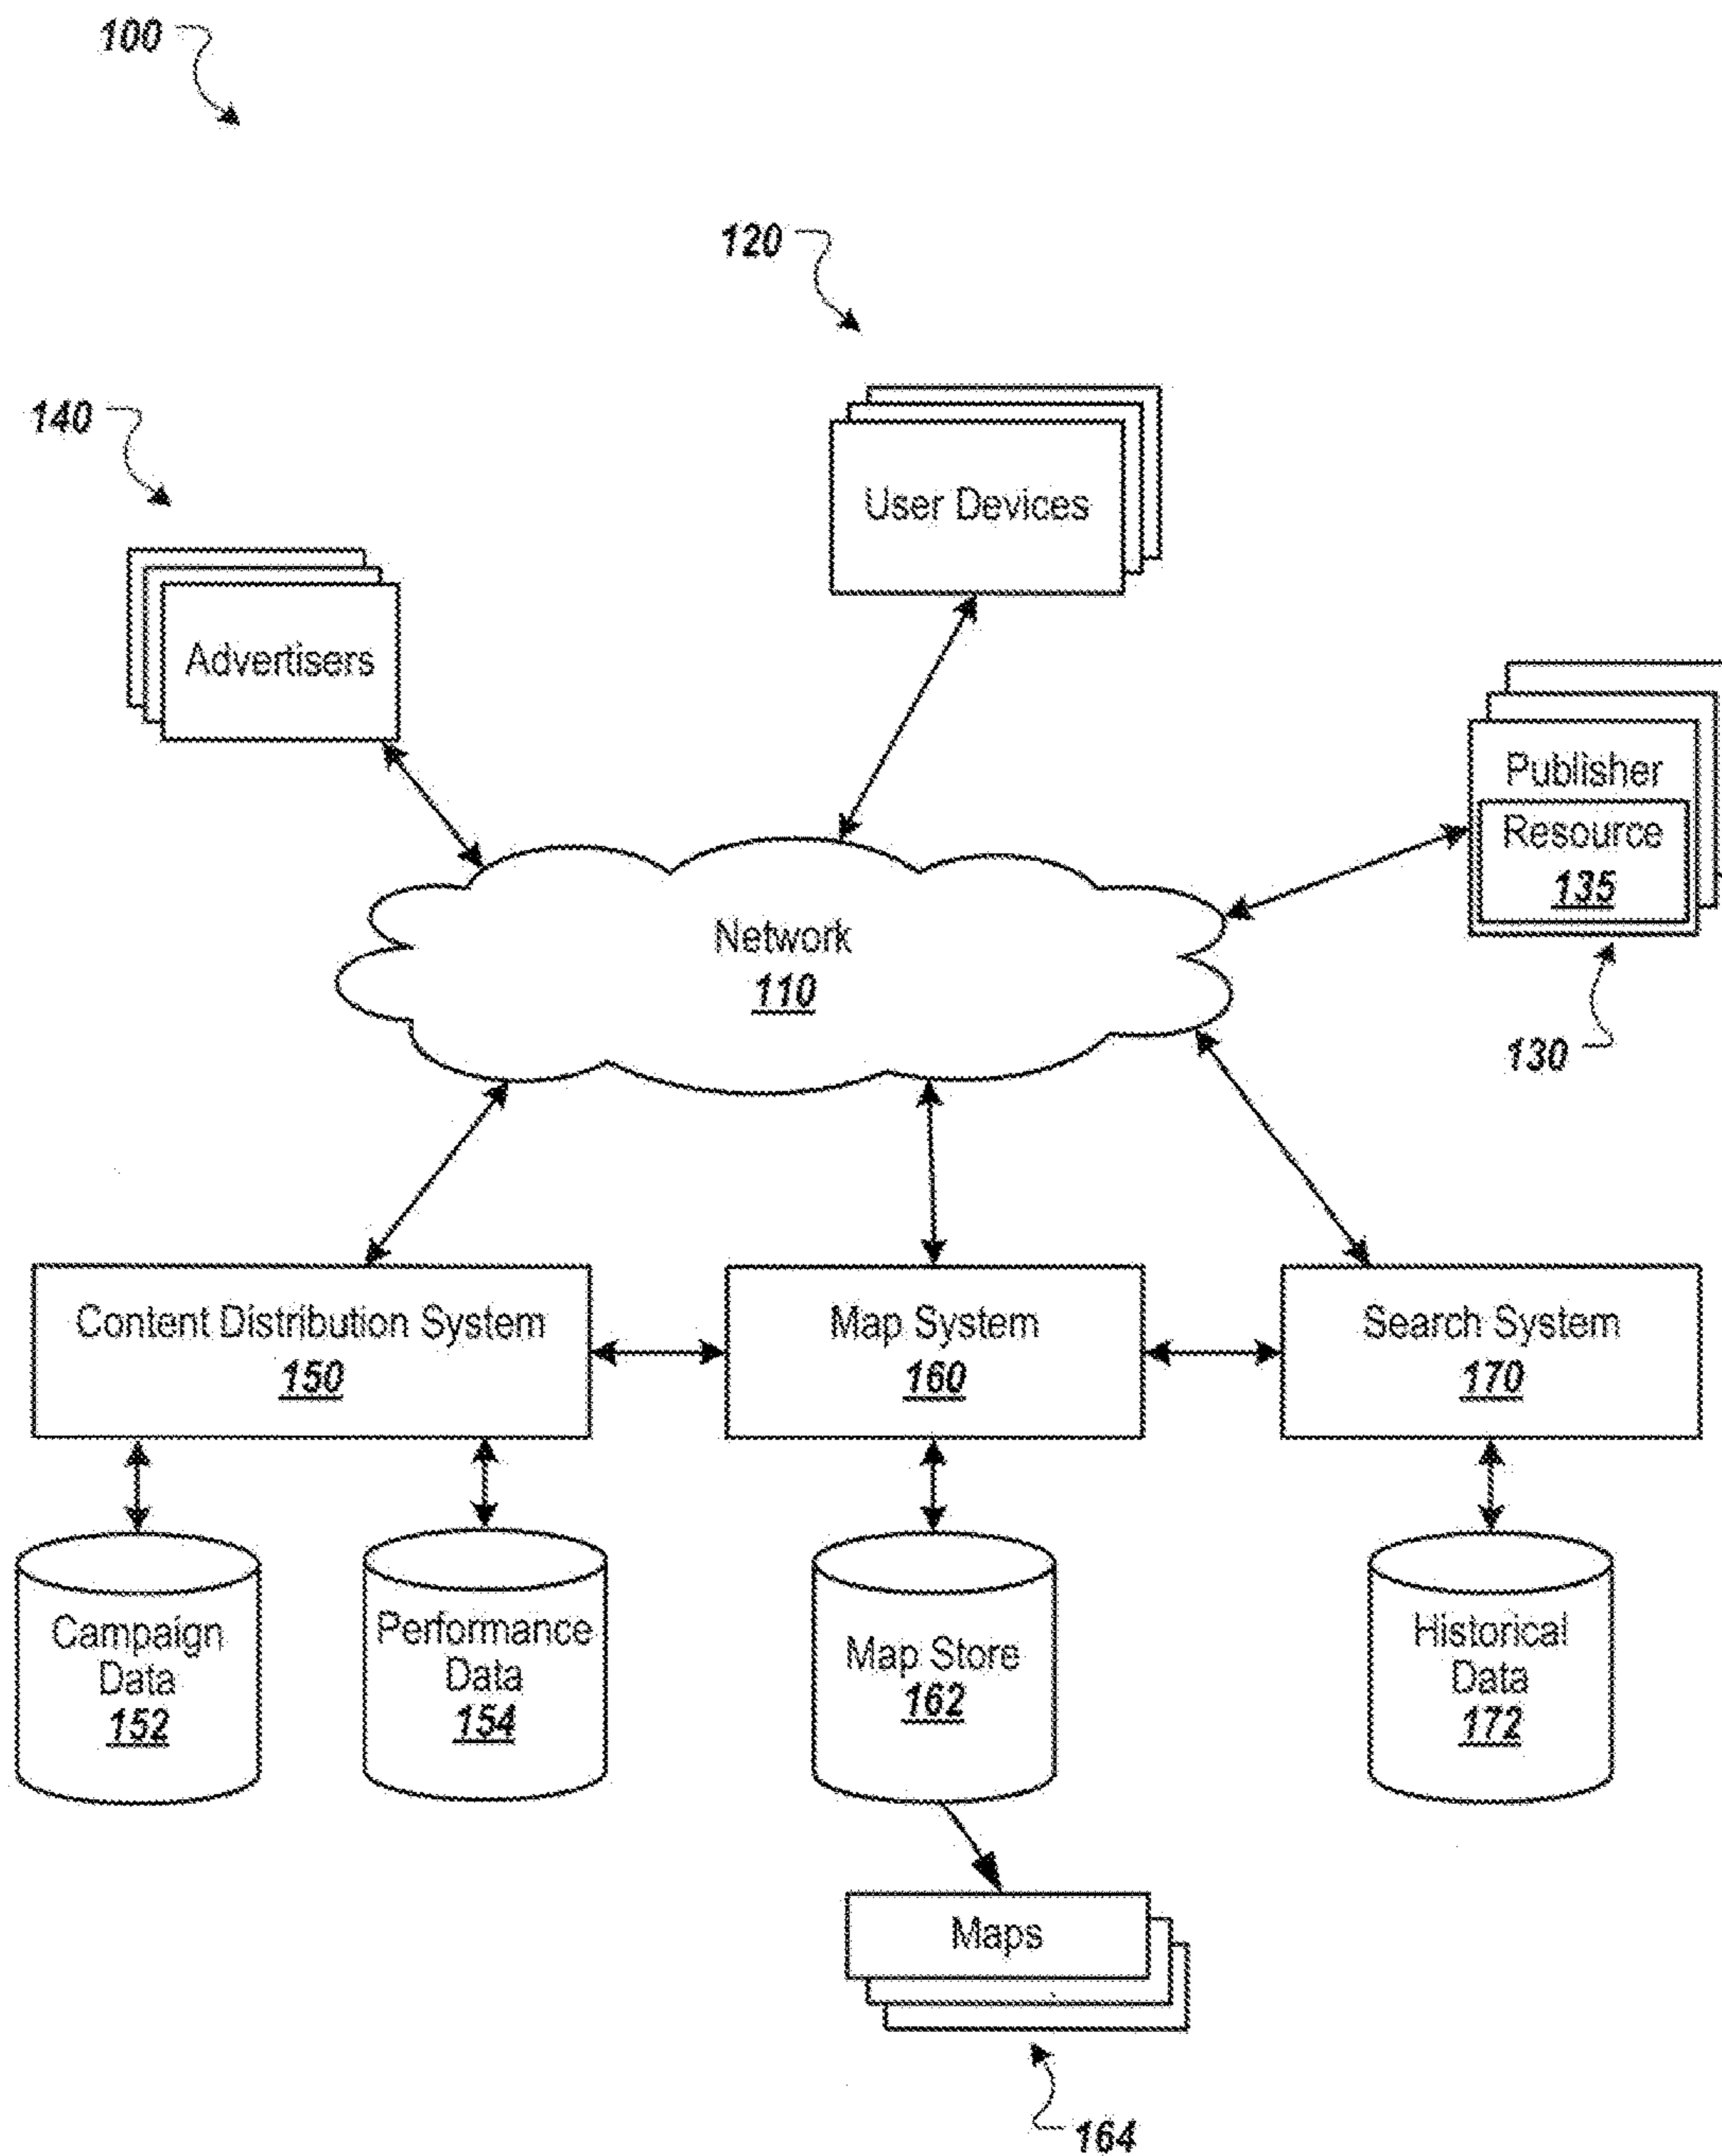 100
120
140
User Devices
Advertisers
Publisher
Resource
135
130
Network
110
Content Distribution System
150
Map System
160
Search System
170
Campaign
Data
152
Performance
Data
154
Map Store
162
Historical
Data
172
Maps
164